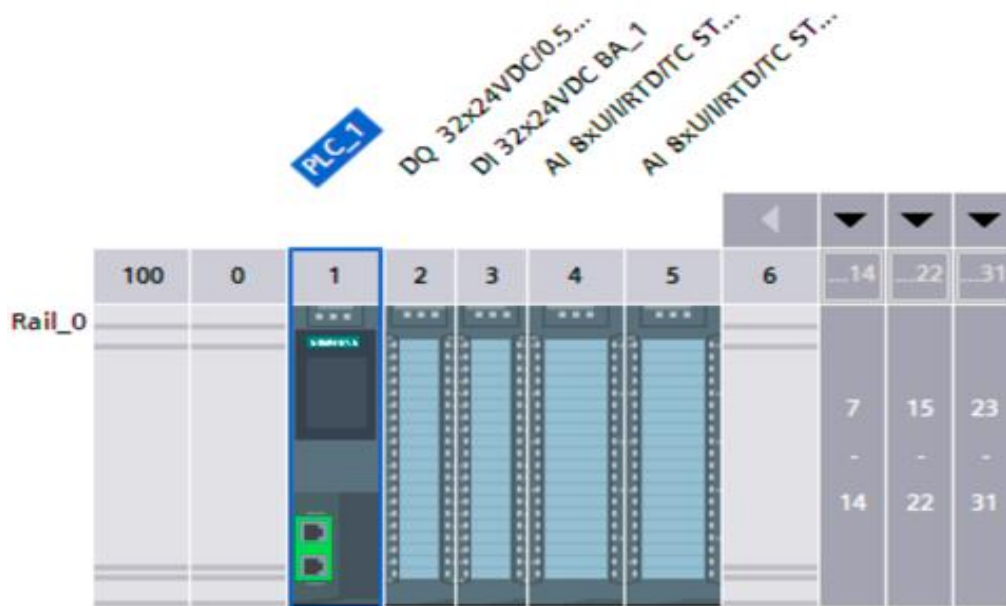 PLC_1
DQ 32x24VDC/0.5...
DI 32x24VDC BA_1
AI 8xU/I/RTD/TC ST...
AI 8xU/I/RTD/TC ST...
100 0 1 2 3 4 5 6 ...14 ...22 ...31
Rail_0
SIEMENS
7 15 23
- - -
14 22 31